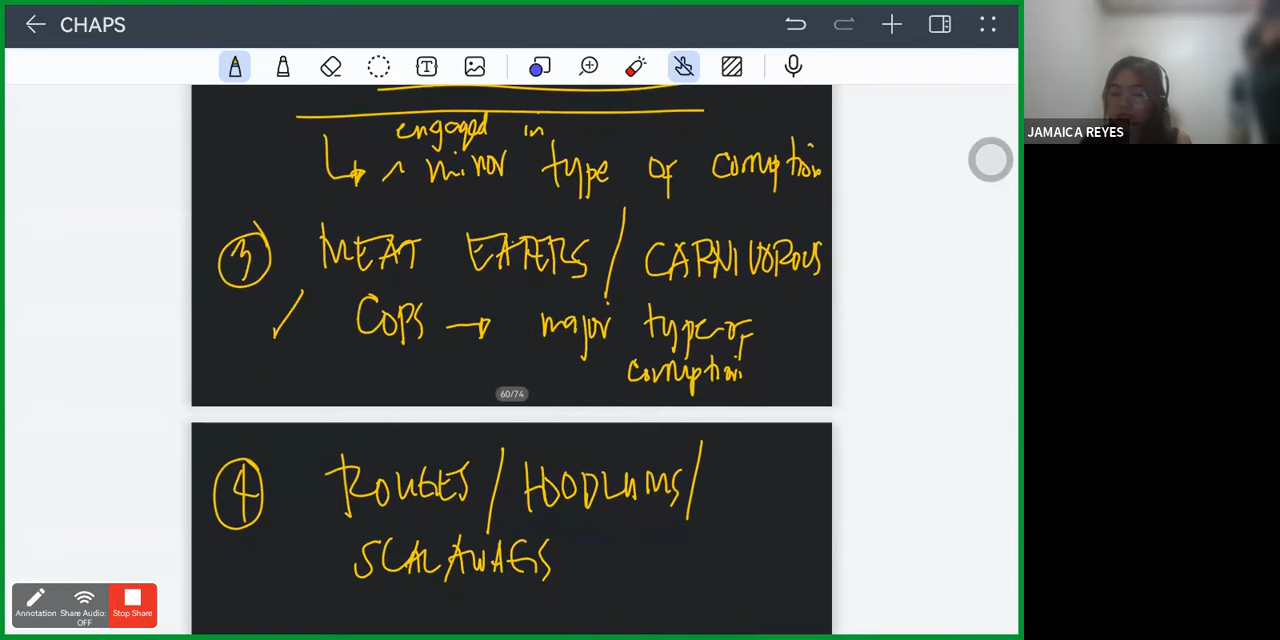 CHAPS
engaged in
minor type of corruption
3 MEAT EATERS / CARNIVOROUS
COPS → major type of
corruption
60/74
4 ROUGES / HOODLUMS /
SCALAWAGS
JAMAICA REYES
Annotation
Share Audio:
OFF
Stop Share